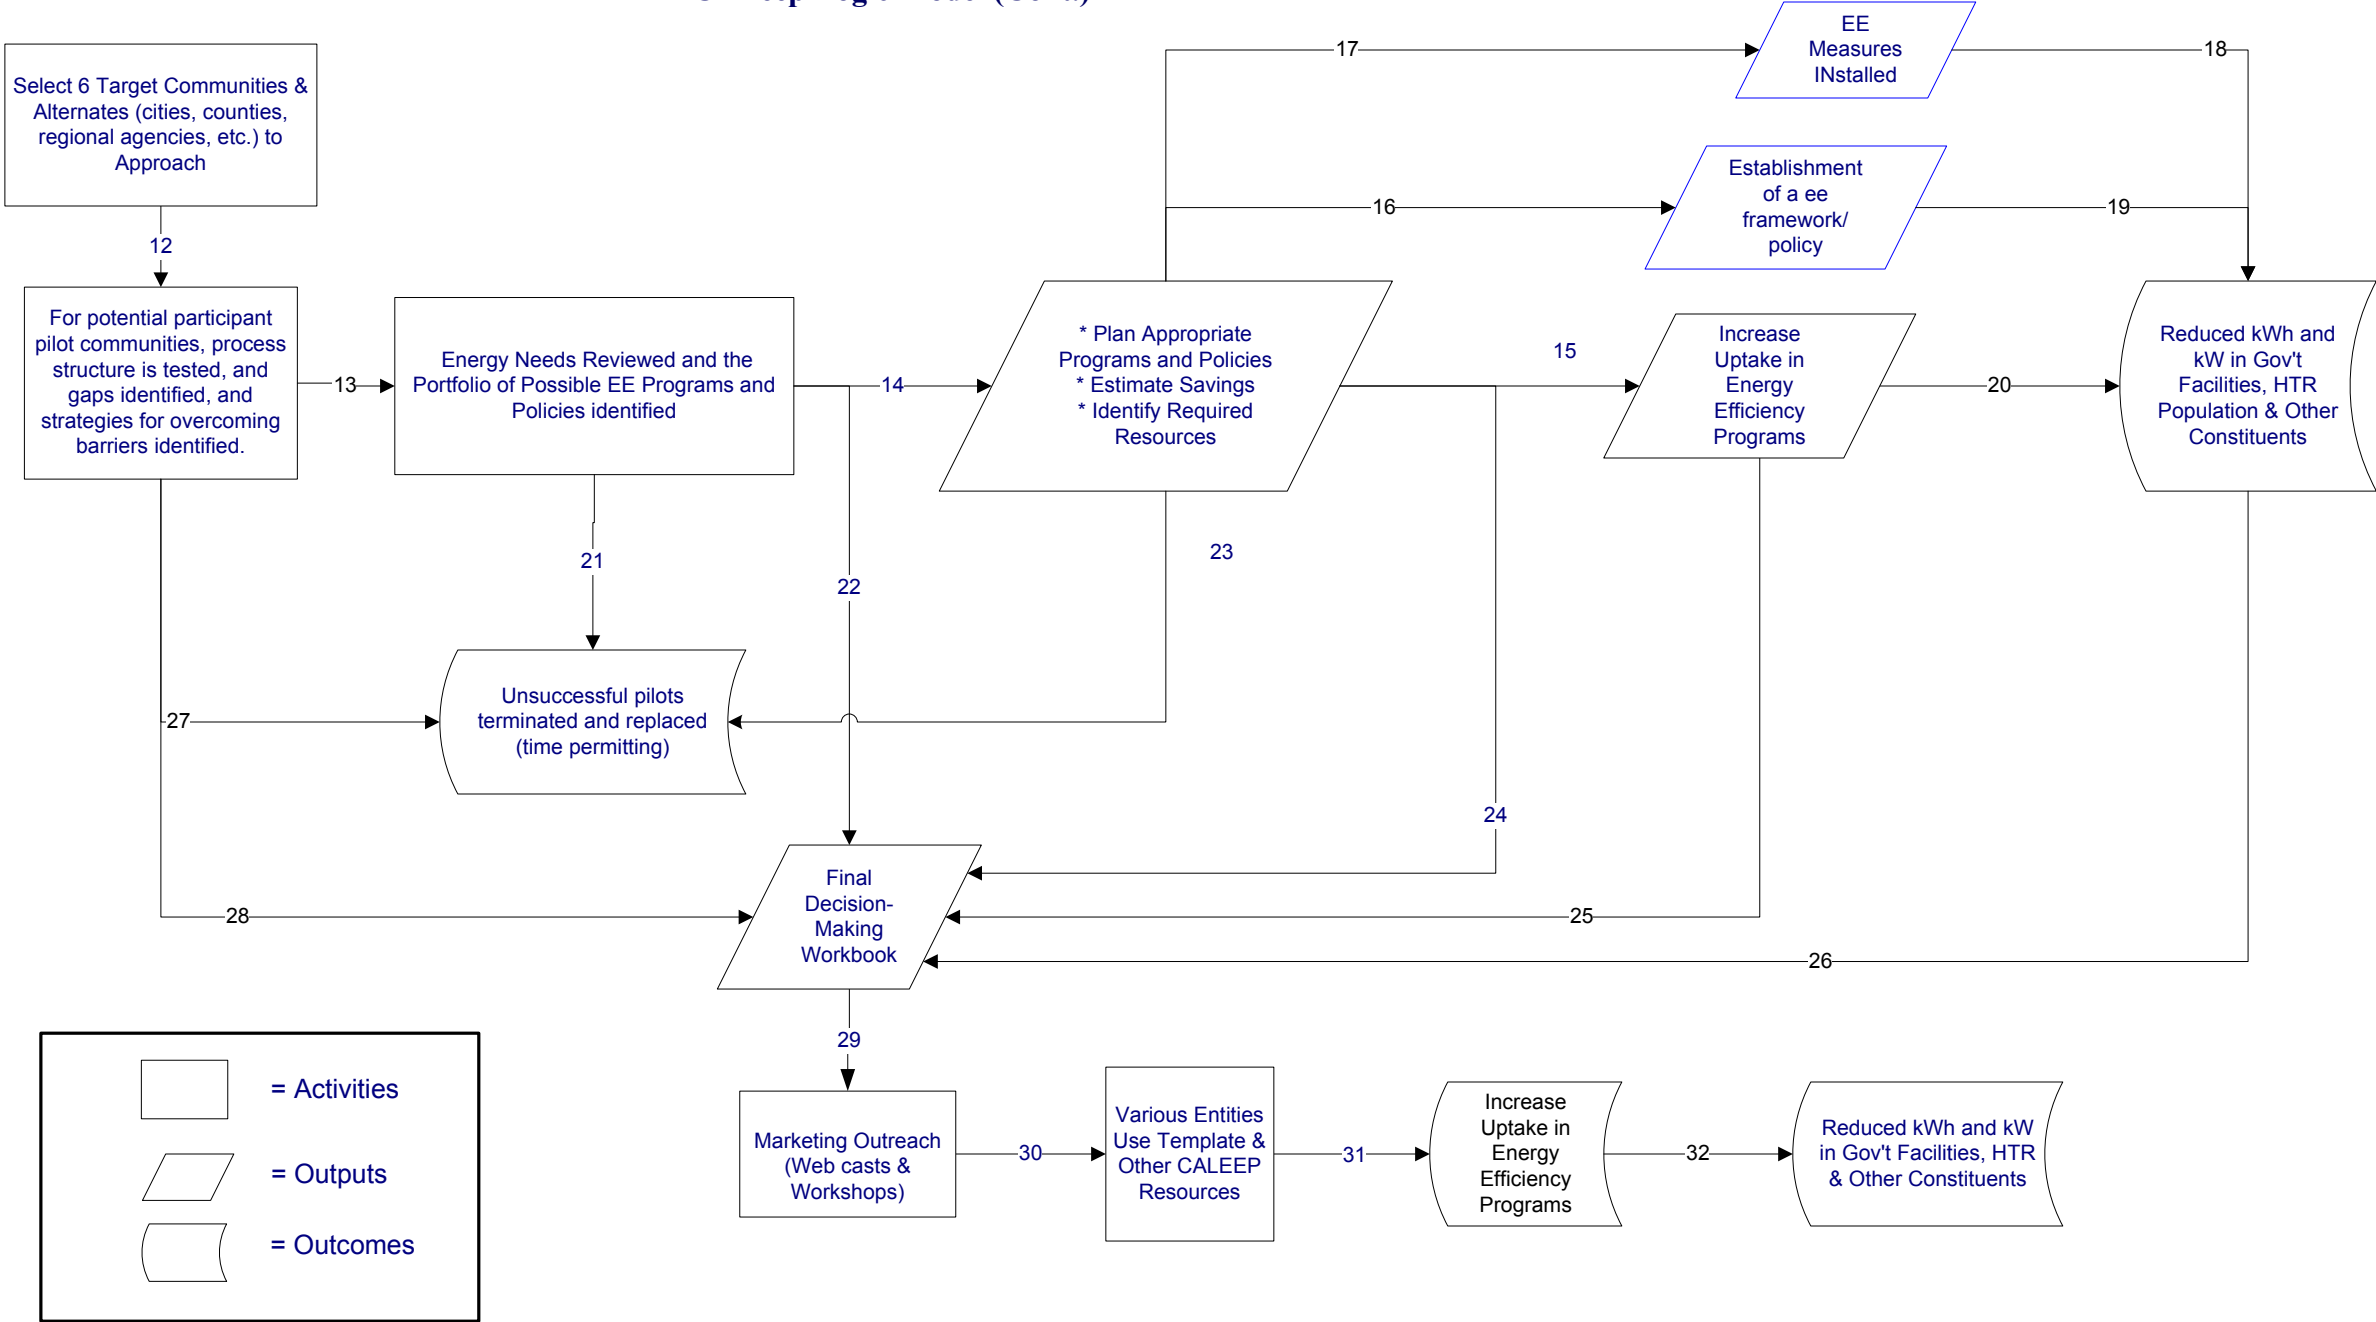 (Cont.)
17
EE
Measures
INstalled
18
Select 6 Target Communities &
Alternates (cities, counties,
regional agencies, etc.) to
Approach
16
Establishment
of a ee
framework/
policy
19
12
For potential participant
pilot communities, process
structure is tested, and
gaps identified, and
strategies for overcoming
barriers identified.
13
Energy Needs Reviewed and the
Portfolio of Possible EE Programs and
Policies identified
14
* Plan Appropriate
Programs and Policies
* Estimate Savings
* Identify Required
Resources
15
Increase
Uptake in
Energy
Efficiency
Programs
20
Reduced kWh and
kW in Gov't
Facilities, HTR
Population & Other
Constituents
21
22
23
27
Unsuccessful pilots
terminated and replaced
(time permitting)
24
28
Final
Decision-
Making
Workbook
25
26
29
Marketing Outreach
(Web casts &
Workshops)
30
Various Entities
Use Template &
Other CALEEP
Resources
31
Increase
Uptake in
Energy
Efficiency
Programs
32
Reduced kWh and kW
in Gov't Facilities, HTR
& Other Constituents
= Activities
= Outputs
= Outcomes